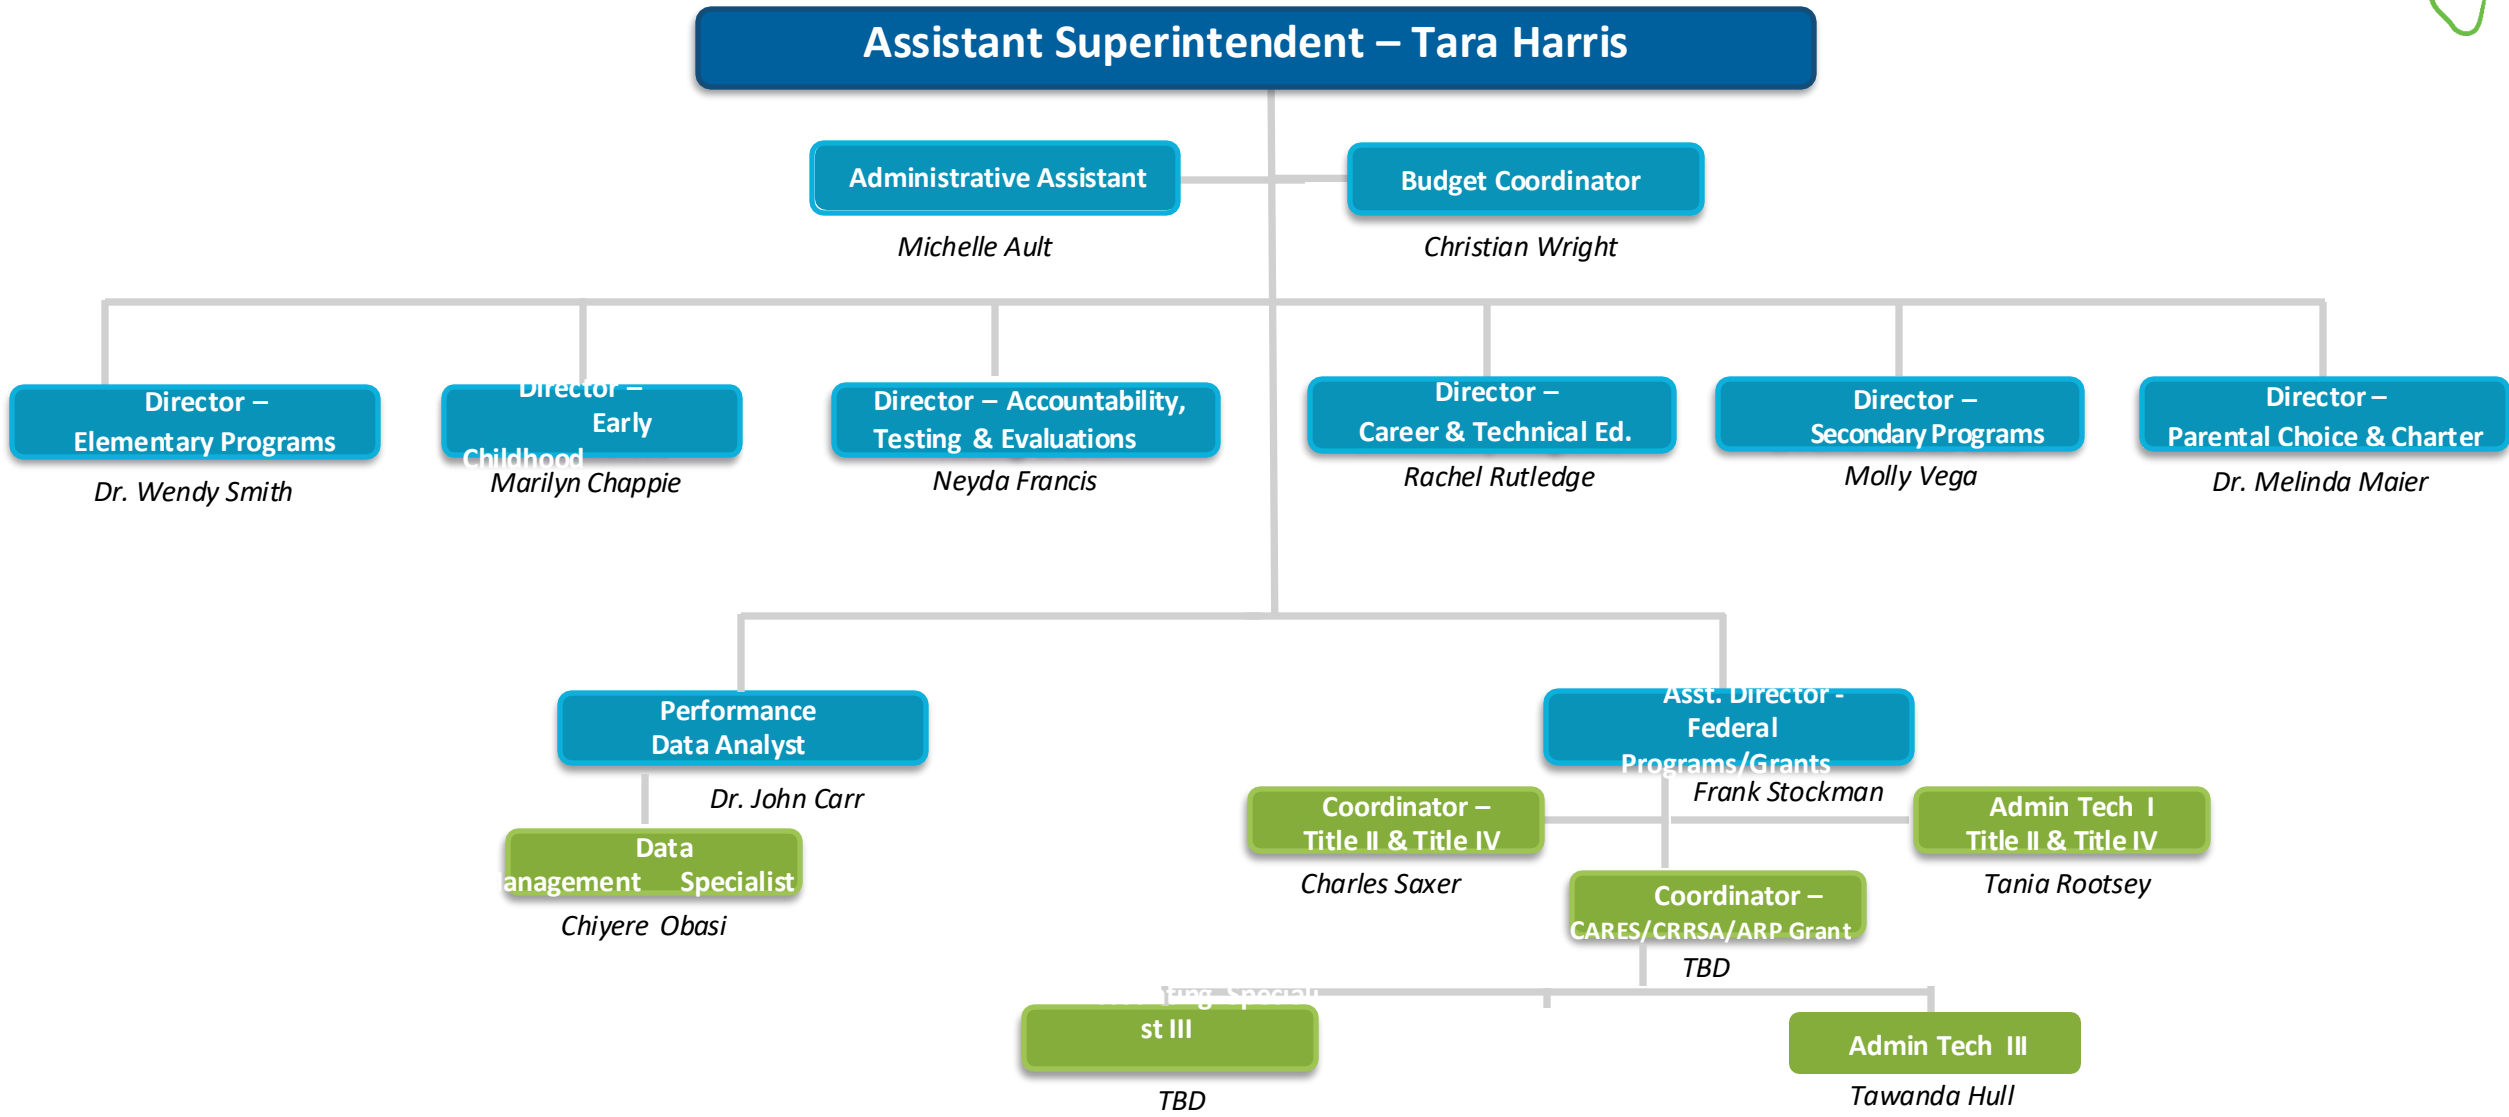 Assistant Superintendent – Tara Harris
Administrative Assistant
Budget Coordinator
Michelle Ault
Christian Wright
Director –
Elementary Programs
Dr. Wendy Smith
Director –
Early
Childhood
Marilyn Chappie
Director – Accountability,
Testing & Evaluations
Neyda Francis
Director –
Career & Technical Ed.
Rachel Rutledge
Director –
Secondary Programs
Molly Vega
Director –
Parental Choice & Charter
Dr. Melinda Maier
Performance
Data Analyst
Dr. John Carr
Data
anagement Specialist
Chiyere Obasi
Asst. Director -
Federal
Programs/Grants
Frank Stockman
Coordinator –
Title II & Title IV
Charles Saxer
Admin Tech I
Title II & Title IV
Tania Rootsey
Coordinator –
CARES/CRRSA/ARP Grant
TBD
Speciali
st III
TBD
Admin Tech III
Tawanda Hull